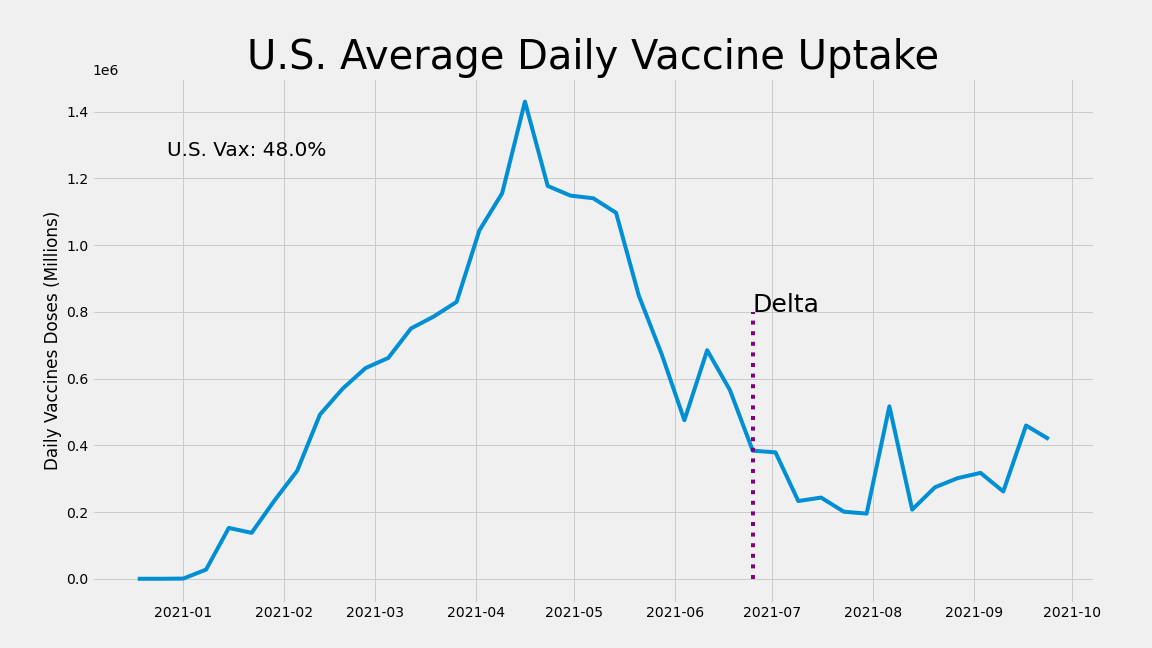 U.S. Average Daily Vaccine Uptake
1e6
1.4
U.S. Vax: 48.0%
1.2
1.0
Daily Vaccines Doses (Millions)
Delta
0.8
0.6
0.4
0.2
0.0
2021-01 2021-02 2021-03 2021-04 2021-05 2021-06 2021-07 2021-08 2021-09 2021-10